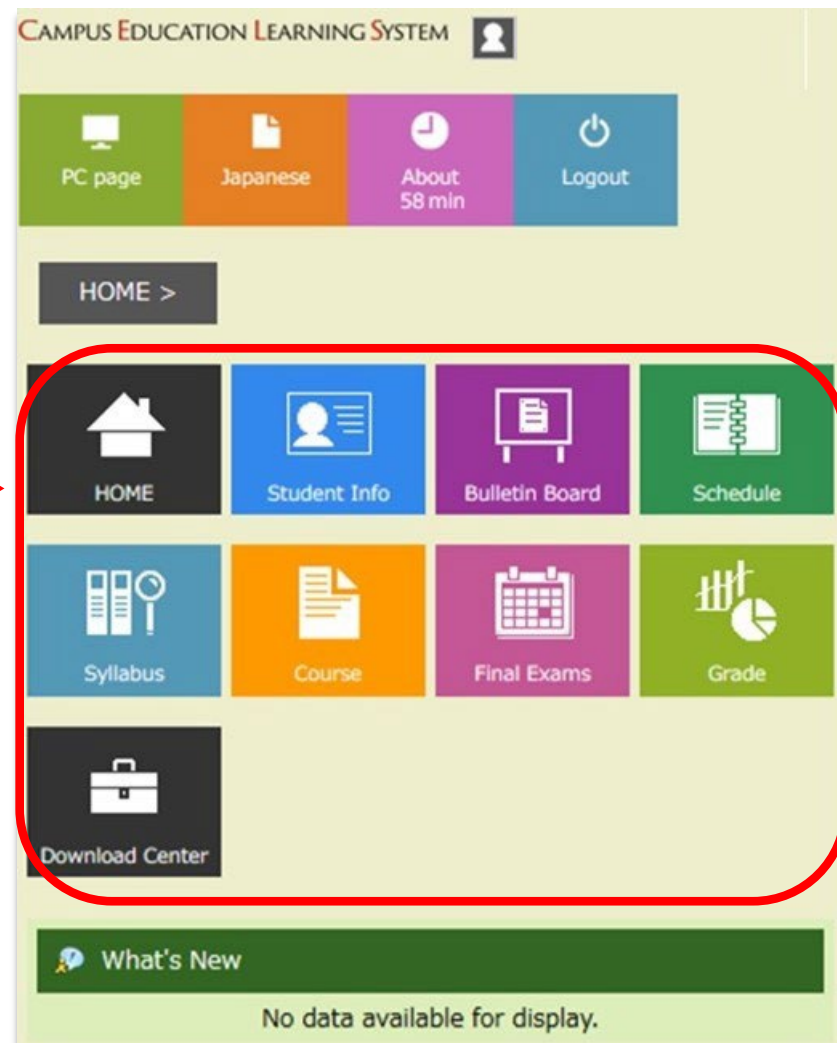 CAMPUS EDUCATION LEARNING SYSTEM
PC page
Japanese
About
58 min
Logout
HOME >
HOME
Student Info
Bulletin Board
Schedule
Syllabus
Course
Final Exams
Grade
Download Center
What's New
No data available for display.